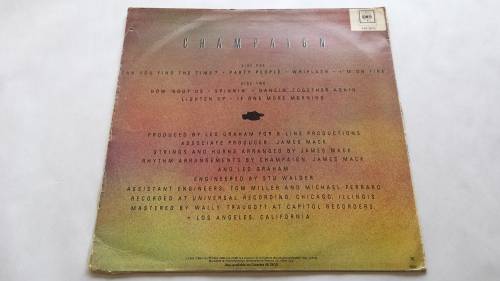 CHAMPAIGN
CBS
SIDE ONE
CAN YOU FIND THE TIME? • PARTY PEOPLE • WHIPLASH • I'M ON FIRE
SIDE TWO
HOW 'BOUT US • SPINNIN' • DANCIN' TOGETHER AGAIN
LIGHTEN UP • IF ONE MORE MORNING
PRODUCED BY LEO GRAHAM FOR B LINE PRODUCTIONS
ASSOCIATE PRODUCER, JAMES MACK
STRINGS AND HORNS ARRANGED BY JAMES MACK
RHYTHM ARRANGEMENTS BY CHAMPAIGN, JAMES MACK
AND LEO GRAHAM
ENGINEERED BY STU WALDER
ASSISTANT ENGINEERS, TOM MILLER AND MICHAEL FERRARO
RECORDED AT UNIVERSAL RECORDING, CHICAGO, ILLINOIS.
MASTERED BY WALLY TRAUGOTT AT CAPITOL RECORDERS,
LOS ANGELES, CALIFORNIA